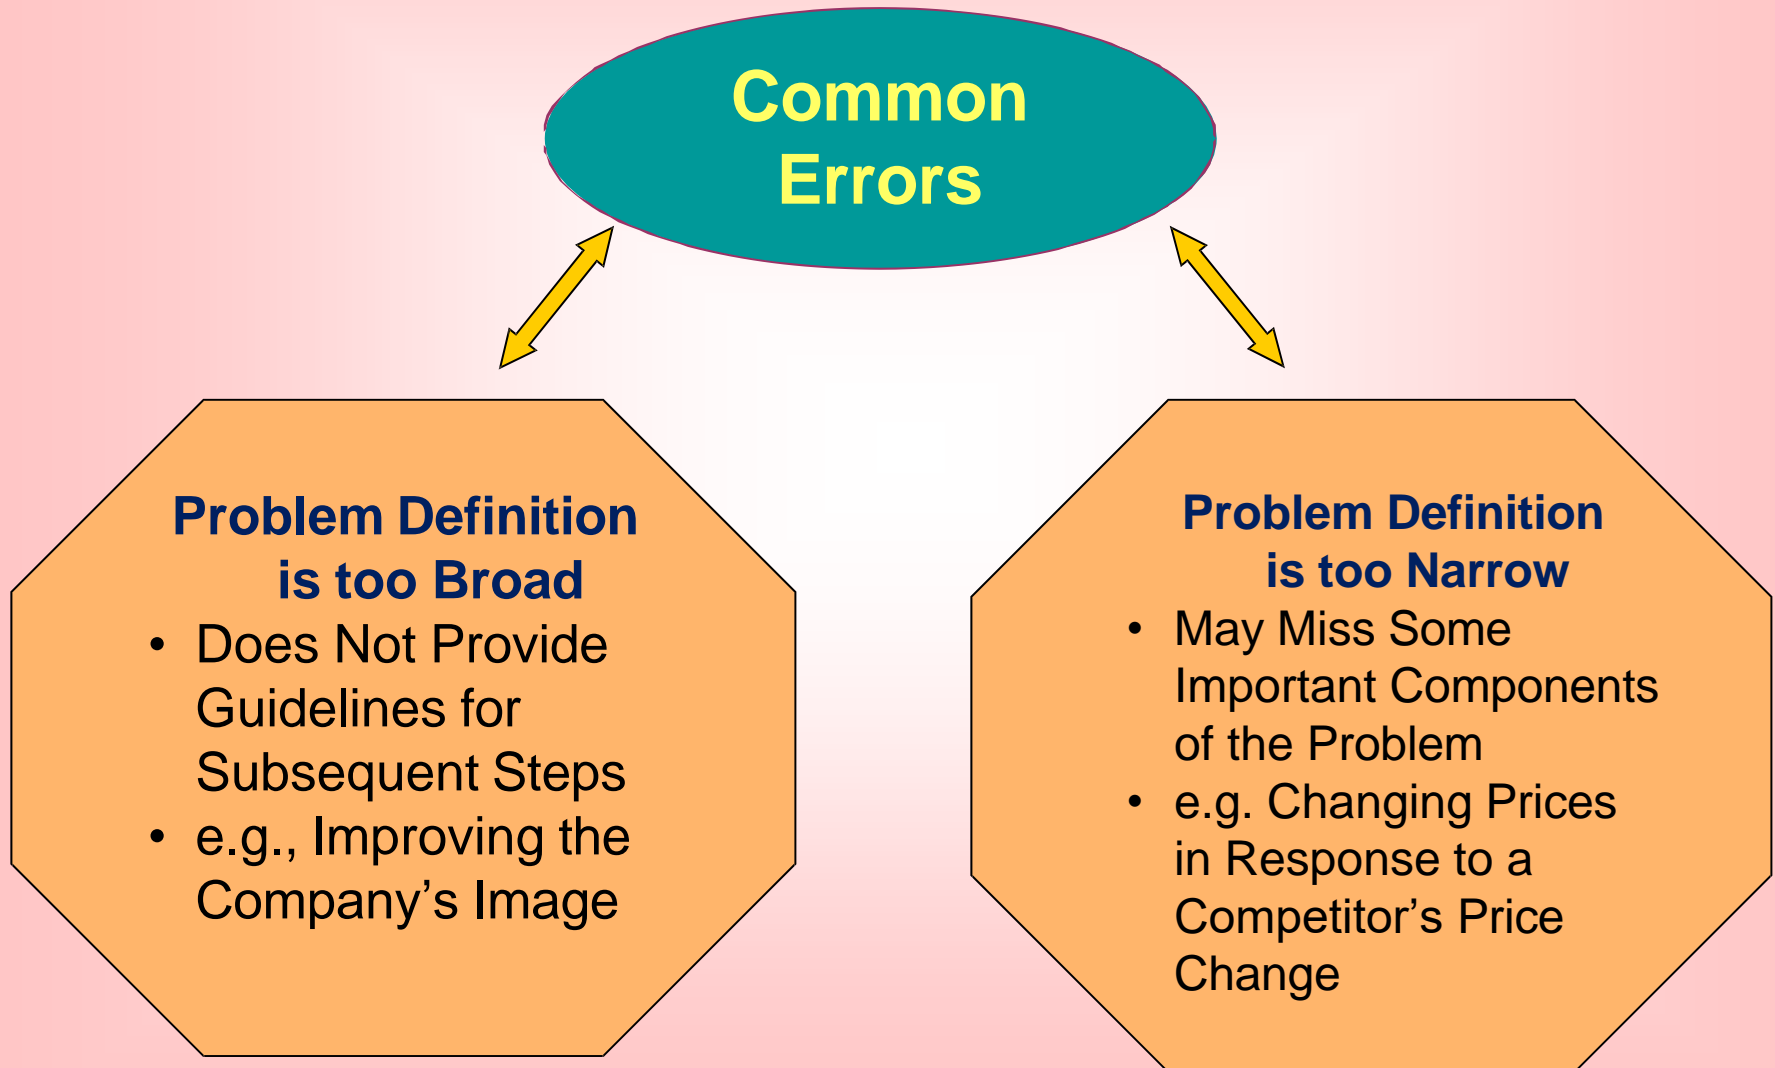 Common
Errors
Problem Definition
is too Broad
• Does Not Provide
Guidelines for
Subsequent Steps
• e.g., Improving the
Company’s Image
Problem Definition
is too Narrow
• May Miss Some
Important Components
of the Problem
• e.g. Changing Prices
in Response to a
Competitor’s Price
Change